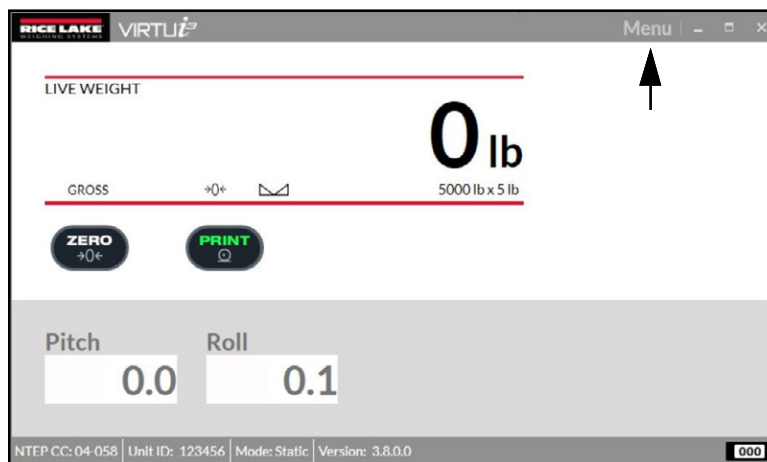 RICE LAKE VIRTUi³ Menu
WEIGHING SYSTEMS
LIVE WEIGHT
0 lb
GROSS →0← 5000 lb x 5 lb
ZERO PRINT
→0←
Pitch Roll
0.0 0.1
NTEP CC: 04-058 Unit ID: 123456 Mode: Static Version: 3.8.0.0 000